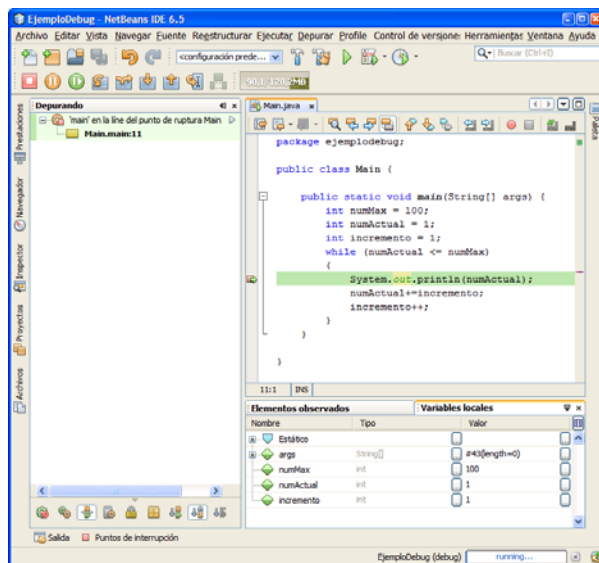 EjemploDebug - NetBeans IDE 6.5
Archivo Editar Vista Navegar Fuente Reestructurar Ejecutar Depurar Profile Control de versione: Herramientas Ventana Ayuda
<configuración prede... Buscar (Ctrl+I)
90,1/120,2MB
Depurando
'main' en la line del punto de ruptura Main
Main.main:11
Prestaciones
Navegador
Inspector
Proyectos
Archivos
Main.java
Paleta
package ejemplodebug;
public class Main {
public static void main(String[] args) {
int numMax = 100;
int numActual = 1;
int incremento = 1;
while (numActual <= numMax)
{
System.out.println(numActual);
numActual+=incremento;
incremento++;
}
}
}
11:1 INS
Elementos observados Variables locales
Nombre Tipo Valor
Estático
args String[] #43(length=0)
numMax int 100
numActual int 1
incremento int 1
Salida Puntos de interrupción
EjemploDebug (debug) running...